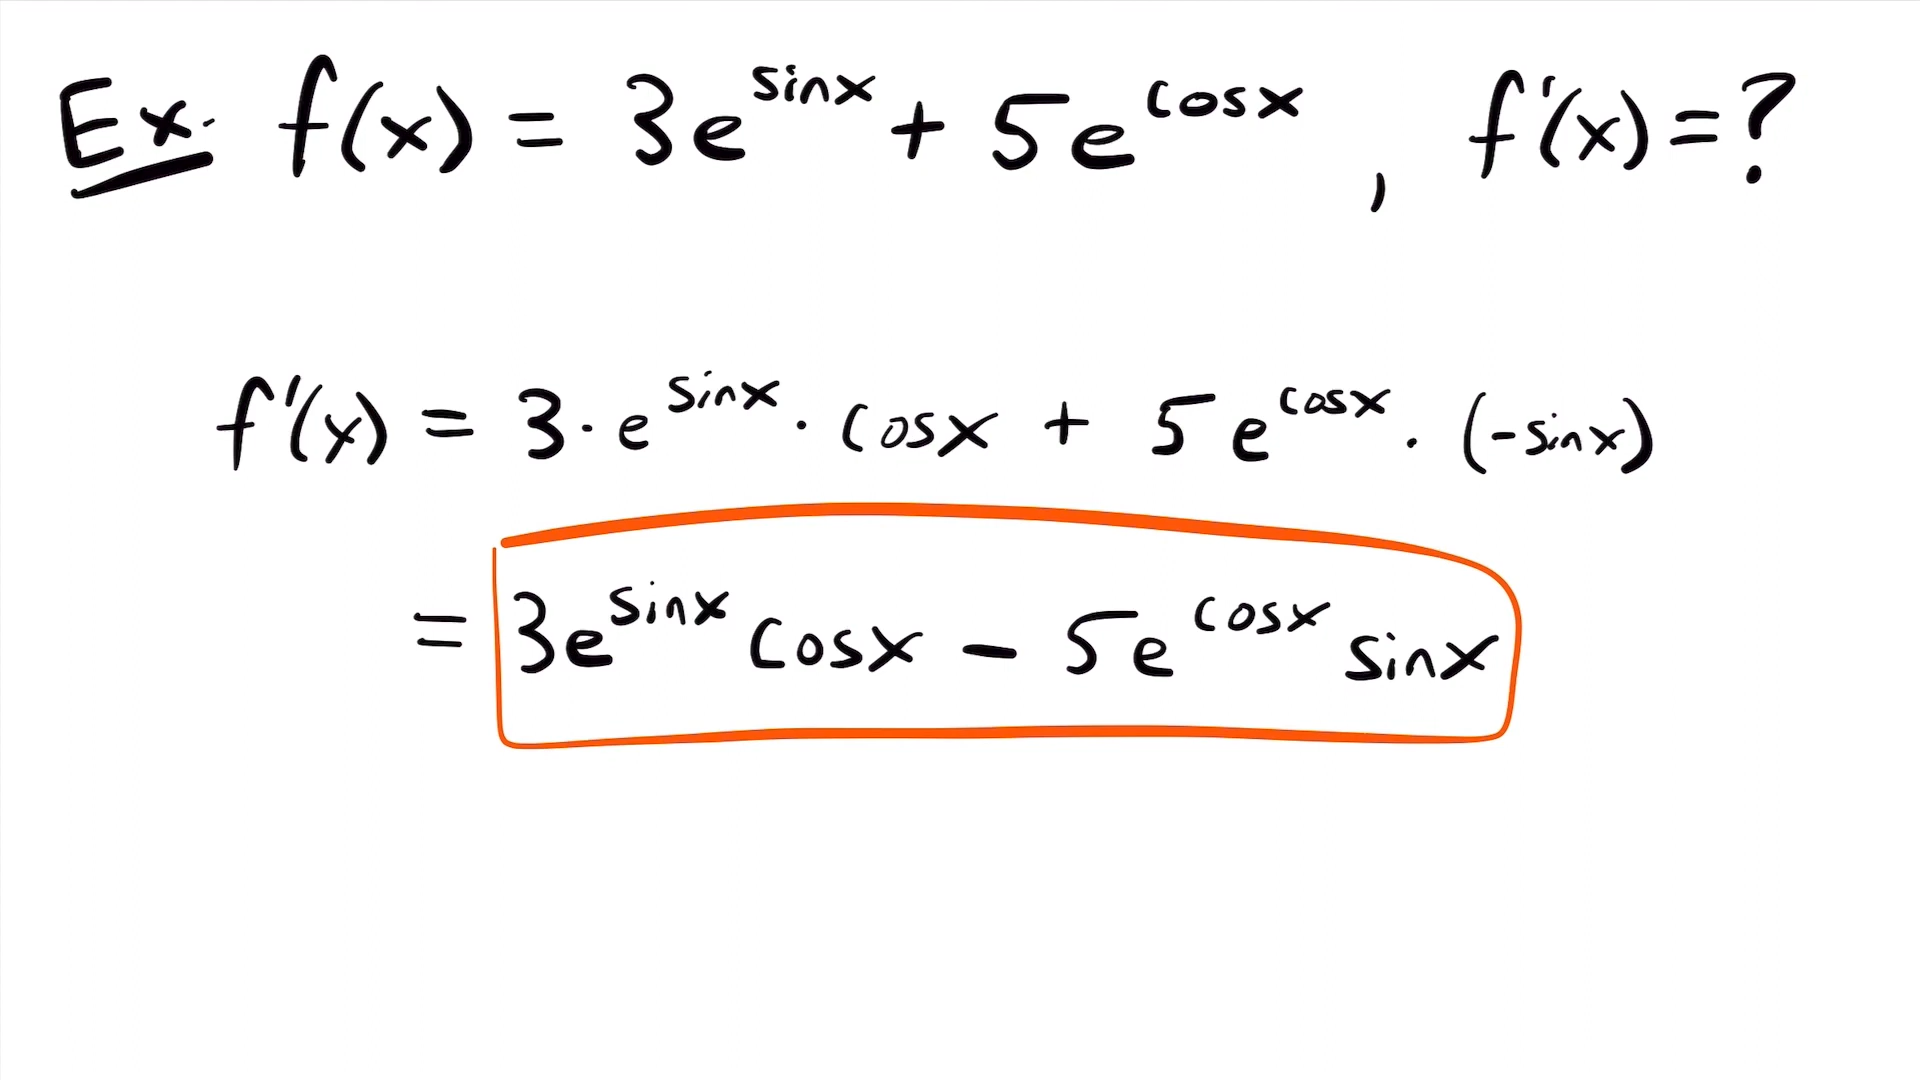 Ex. f(x) = 3e^{sinx} + 5e^{cosx}, f'(x)=?
f'(x) = 3·e^{sinx}·cosx + 5e^{cosx}·(-sinx)
= 3e^{sinx} cosx - 5e^{cosx} sinx